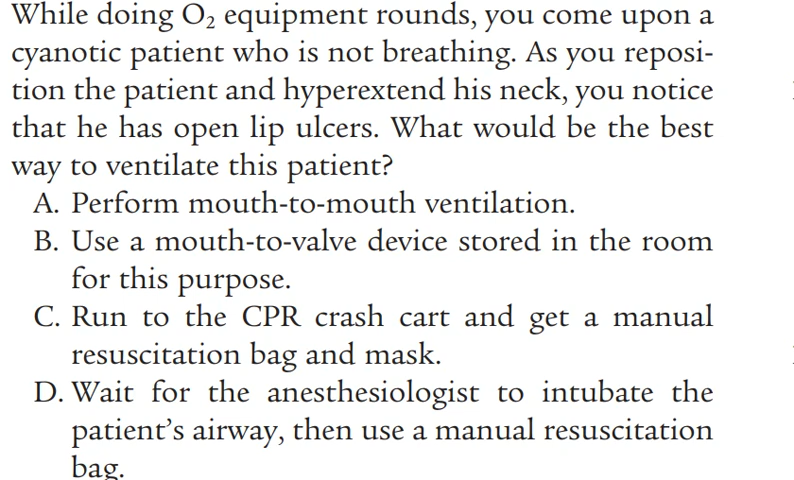 While doing O₂ equipment rounds, you come upon a
cyanotic patient who is not breathing. As you reposi-
tion the patient and hyperextend his neck, you notice
that he has open lip ulcers. What would be the best
way to ventilate this patient?
A. Perform mouth-to-mouth ventilation.
B. Use a mouth-to-valve device stored in the room
for this purpose.
C. Run to the CPR crash cart and get a manual
resuscitation bag and mask.
D. Wait for the anesthesiologist to intubate the
patient's airway, then use a manual resuscitation
bag.